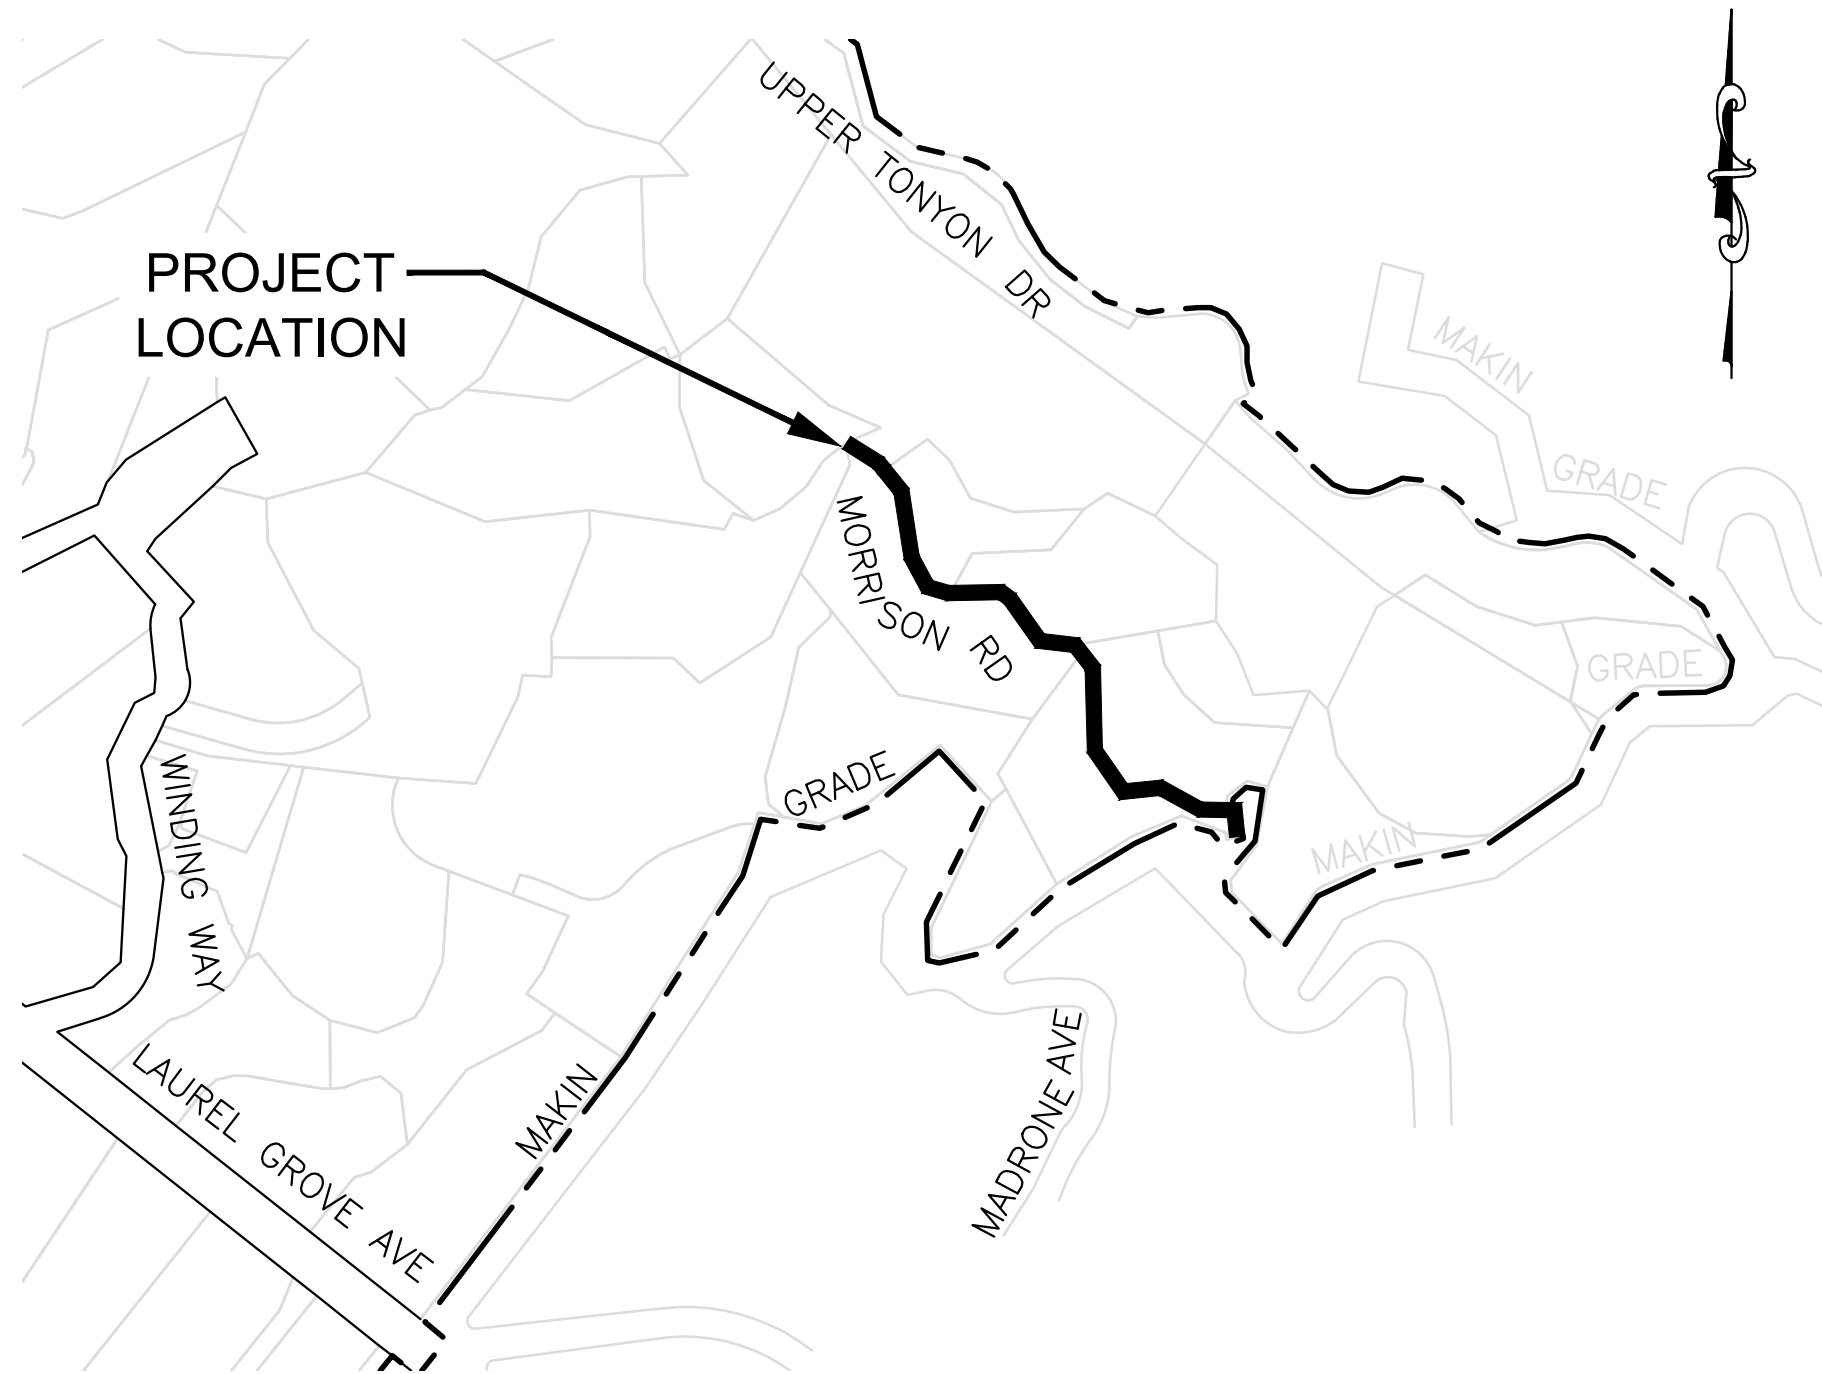 UPPER TONYON DR
PROJECT
LOCATION
MAKIN
GRADE
MORRISON RD
GRADE
GRADE
WINDING WAY
MAKIN
MAKIN
MADRONE AVE
LAUREL GROVE AVE